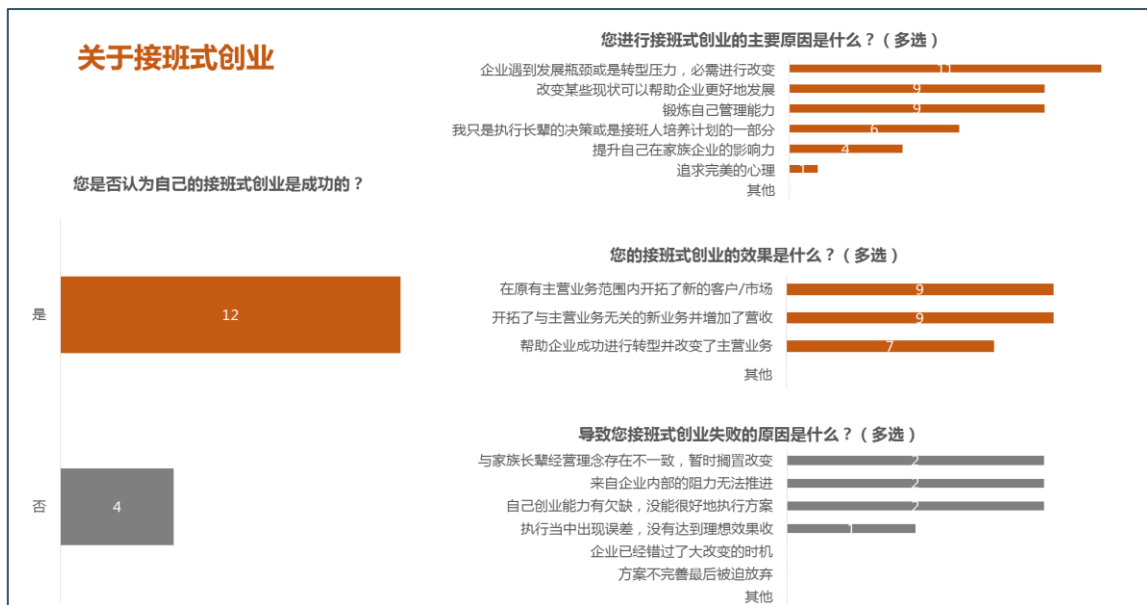 关于接班式创业
您是否认为自己的接班式创业是成功的？
是
12
否
4
您进行接班式创业的主要原因是什么？（多选）
企业遇到发展瓶颈或是转型压力，必需进行改变
11
改变某些现状可以帮助企业更好地发展
9
锻炼自己管理能力
9
我只是执行长辈的决策或是接班人培养计划的一部分
6
提升自己在家族企业的影响力
4
追求完美的心理
1
其他
您的接班式创业的效果是什么？（多选）
在原有主营业务范围内开拓了新的客户/市场
9
开拓了与主营业务无关的新业务并增加了营收
9
帮助企业成功进行转型并改变了主营业务
7
其他
导致您接班式创业失败的原因是什么？（多选）
与家族长辈经营理念存在不一致，暂时搁置改变
2
来自企业内部的阻力无法推进
2
自己创业能力有欠缺，没能很好地执行方案
2
执行当中出现误差，没有达到理想效果收
1
企业已经错过了大改变的时机
方案不完善最后被迫放弃
其他